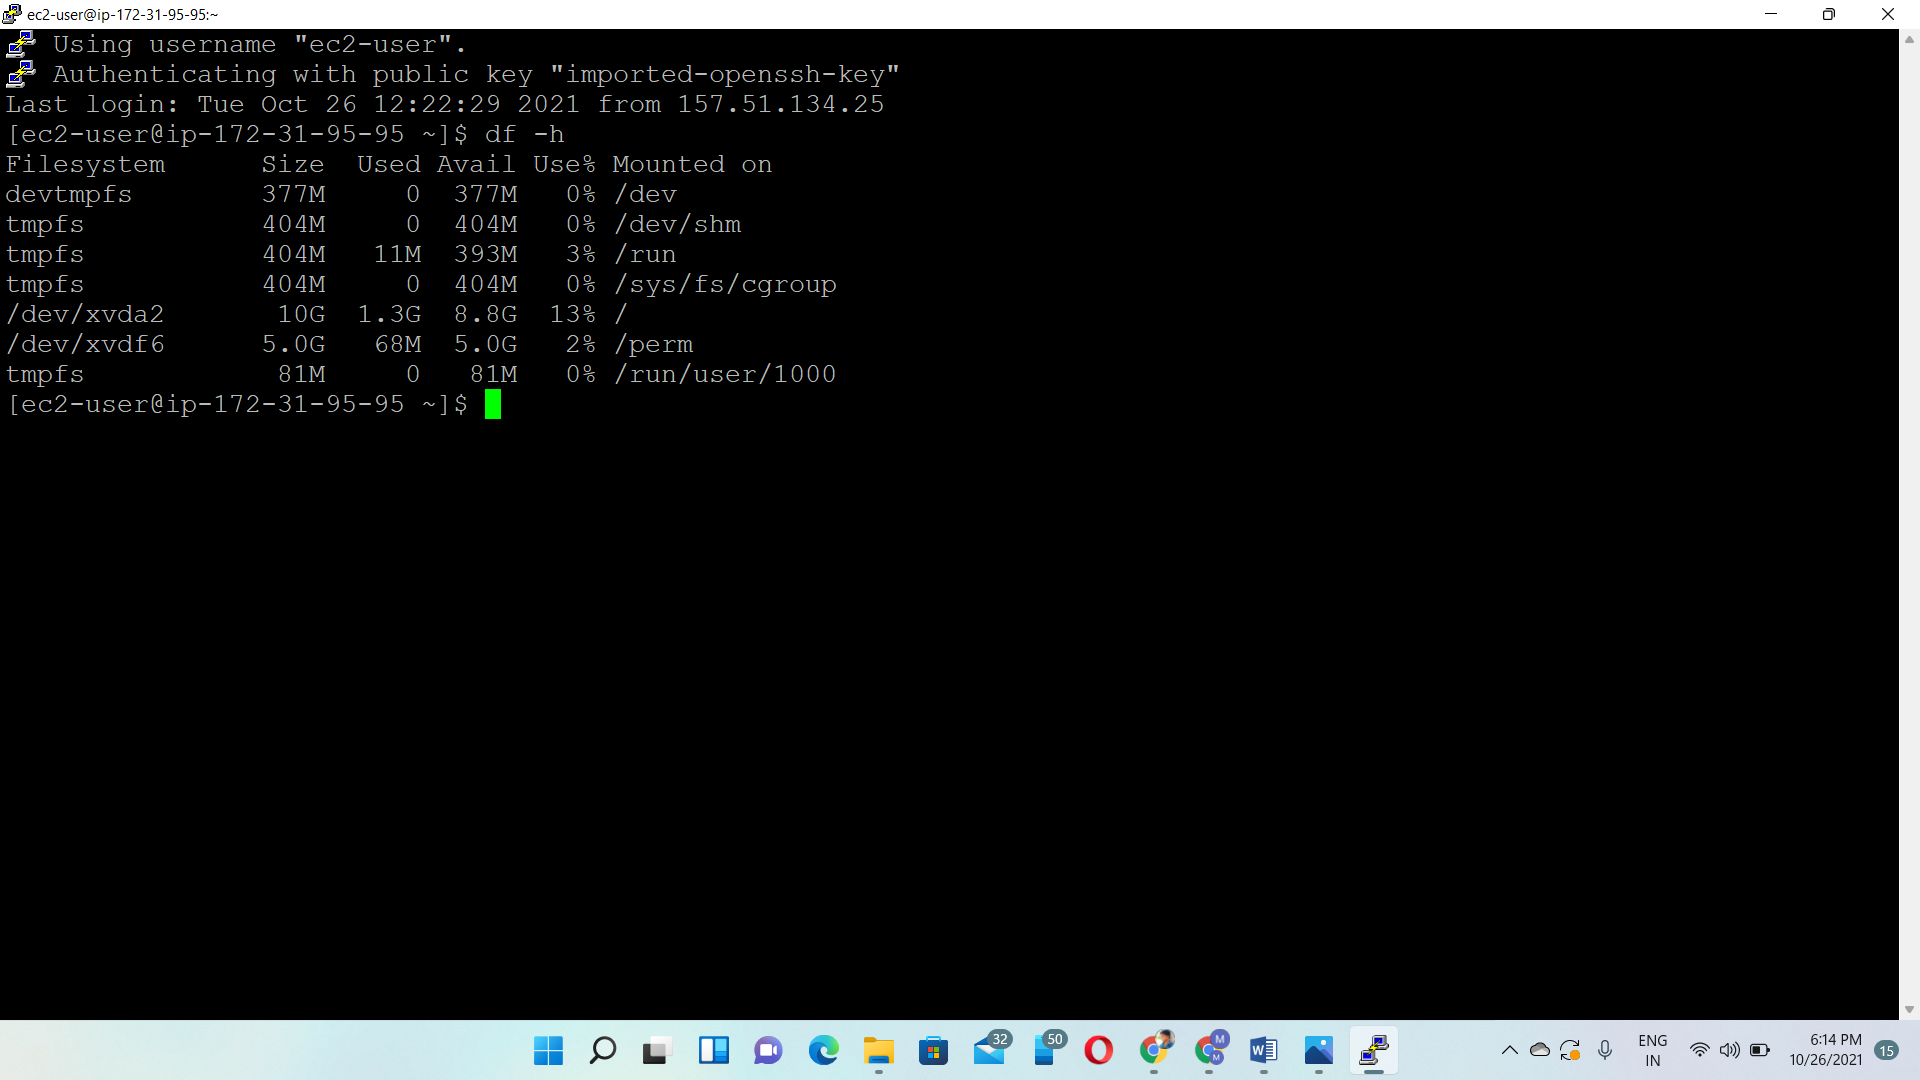 ec2-user@ip-172-31-95-95:~
Using username "ec2-user".
Authenticating with public key "imported-openssh-key"
Last login: Tue Oct 26 12:22:29 2021 from 157.51.134.25
[ec2-user@ip-172-31-95-95 ~]$ df -h
Filesystem      Size  Used Avail Use% Mounted on
devtmpfs        377M     0  377M   0% /dev
tmpfs           404M     0  404M   0% /dev/shm
tmpfs           404M   11M  393M   3% /run
tmpfs           404M     0  404M   0% /sys/fs/cgroup
/dev/xvda2       10G  1.3G  8.8G  13% /
/dev/xvdf6      5.0G   68M  5.0G   2% /perm
tmpfs            81M     0   81M   0% /run/user/1000
[ec2-user@ip-172-31-95-95 ~]$
32
50
M
M
W
ENG
IN
6:14 PM
10/26/2021
15